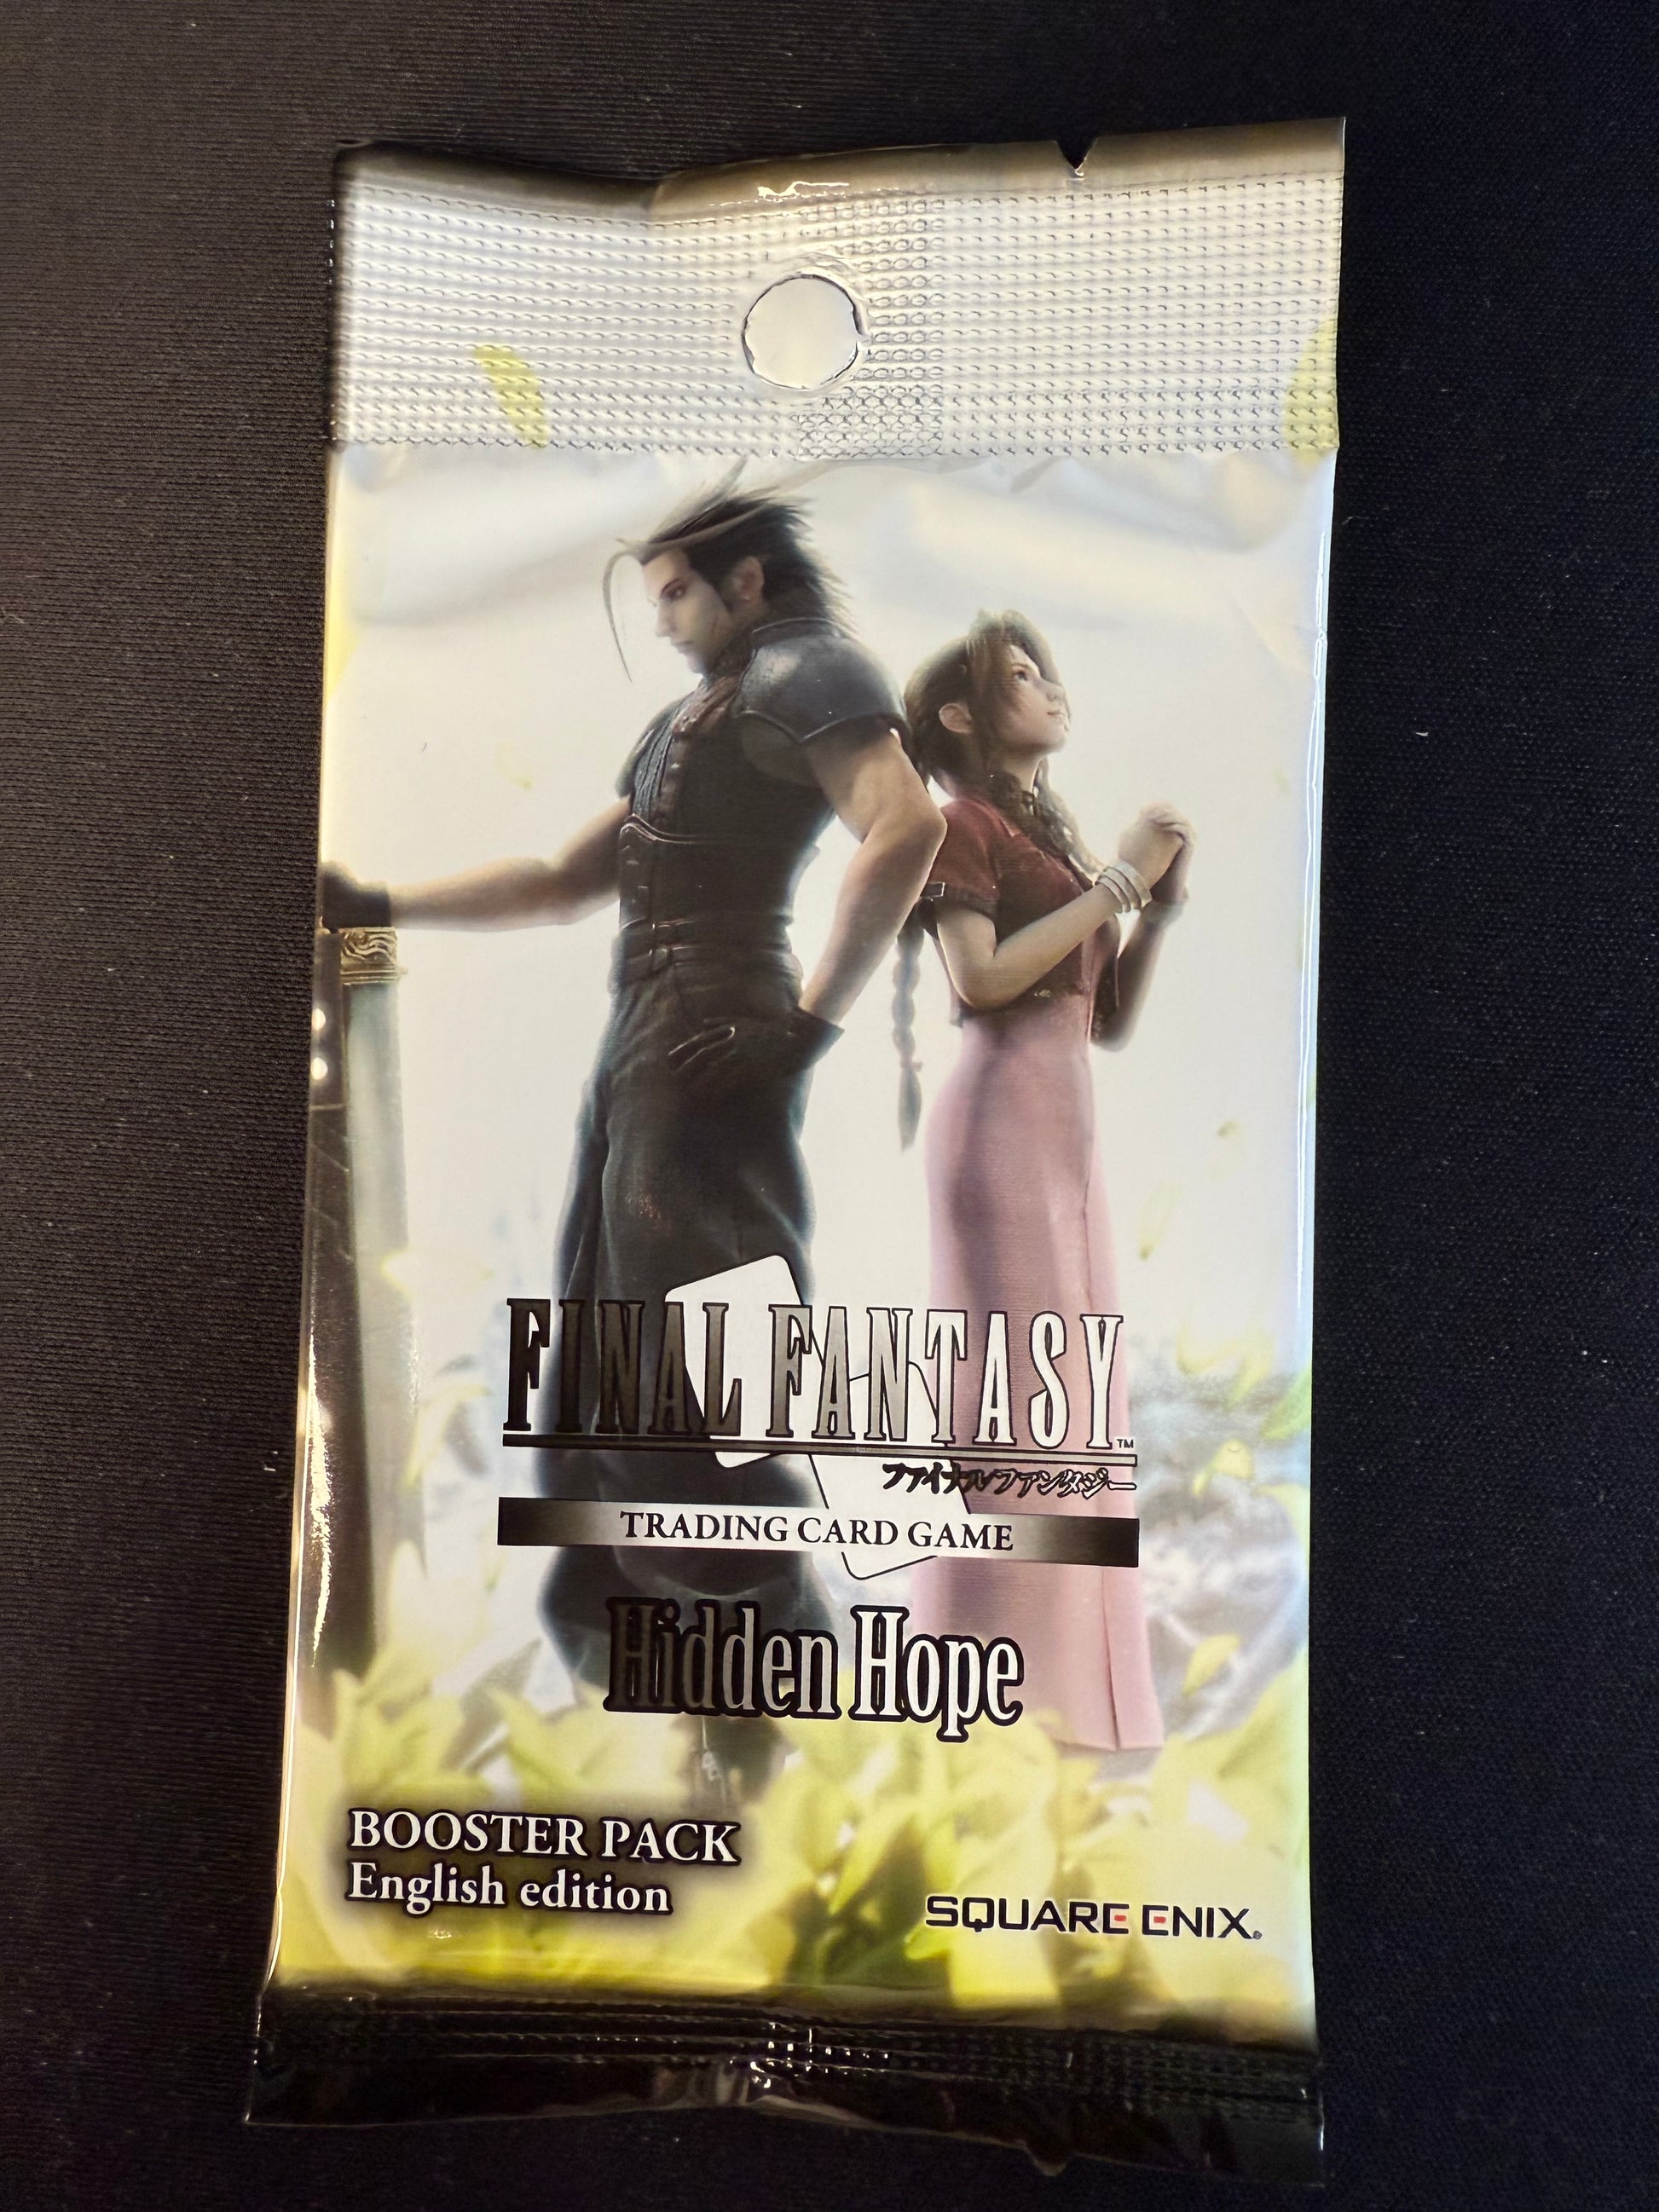 FINAL FANTASY™
ファイナルファンタジー
TRADING CARD GAME
Hidden Hope
BOOSTER PACK
English edition
SQUARE ENIX®